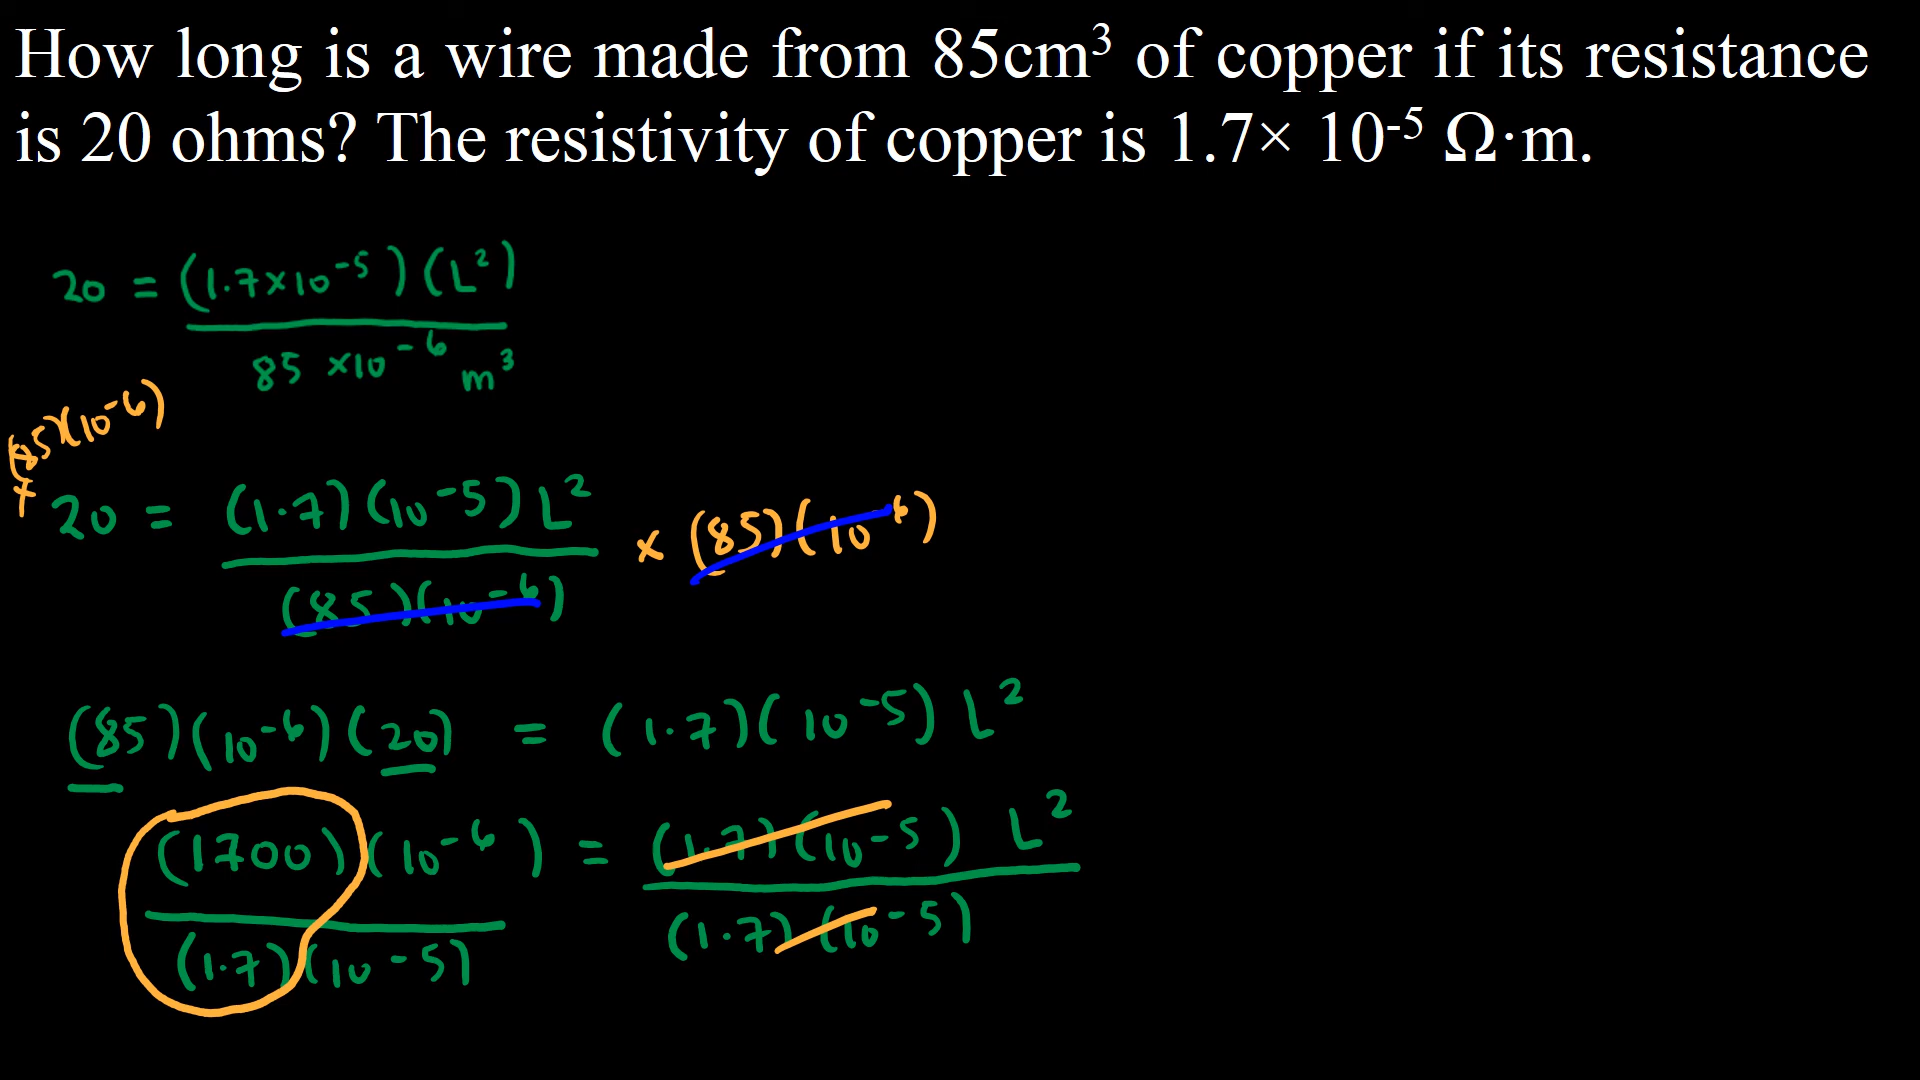 How long is a wire made from 85cm³ of copper if its resistance
is 20 ohms? The resistivity of copper is 1.7× 10⁻⁵ Ω·m.
20 = (1.7×10⁻⁵)(L²)
85 ×10⁻⁶ m³
(85)(10⁻⁶)
×
20 = (1.7)(10⁻⁵)L² × (85)(10⁻⁶)
(85)(10⁻⁶)
(85)(10⁻⁶)(20) = (1.7)(10⁻⁵) L²
(1700)(10⁻⁶) = (1.7)(10⁻⁵) L²
(1.7)(10⁻⁵) (1.7)(10⁻⁵)